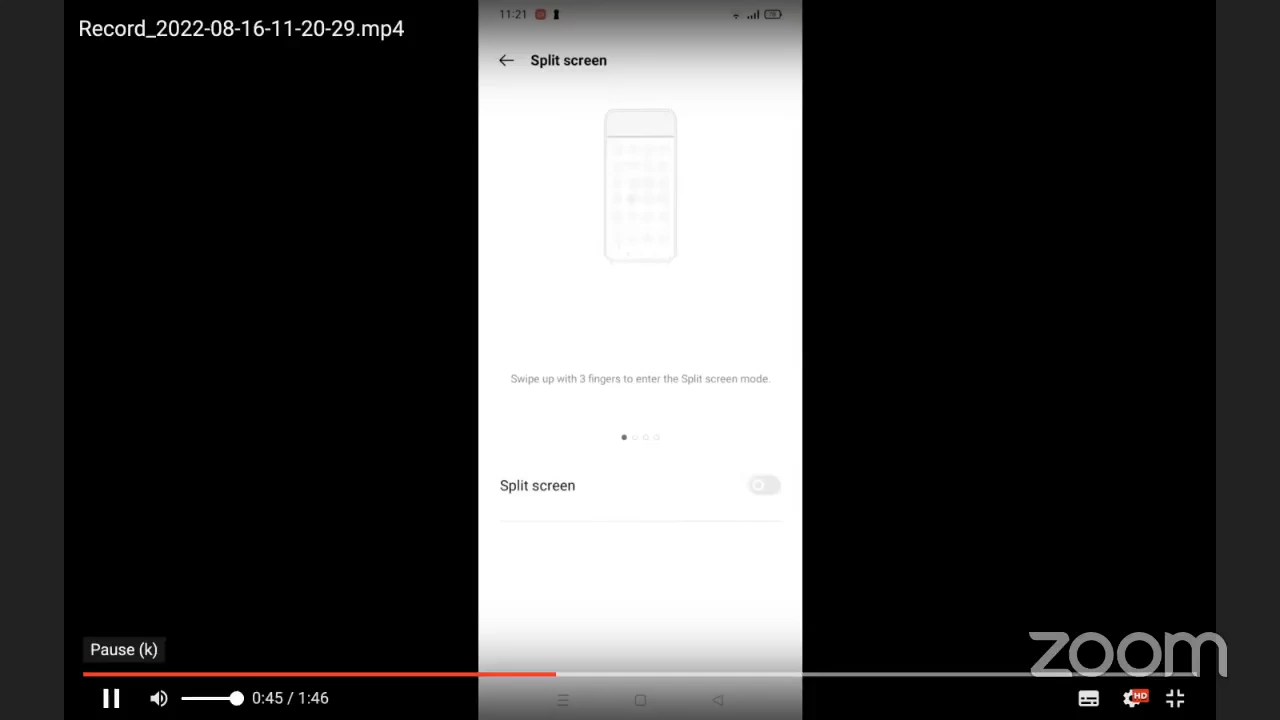 Record_2022-08-16-11-20-29.mp4
11:21
Split screen
Swipe up with 3 fingers to enter the Split screen mode.
Split screen
Pause (k)
0:45 / 1:46
HD
zoom